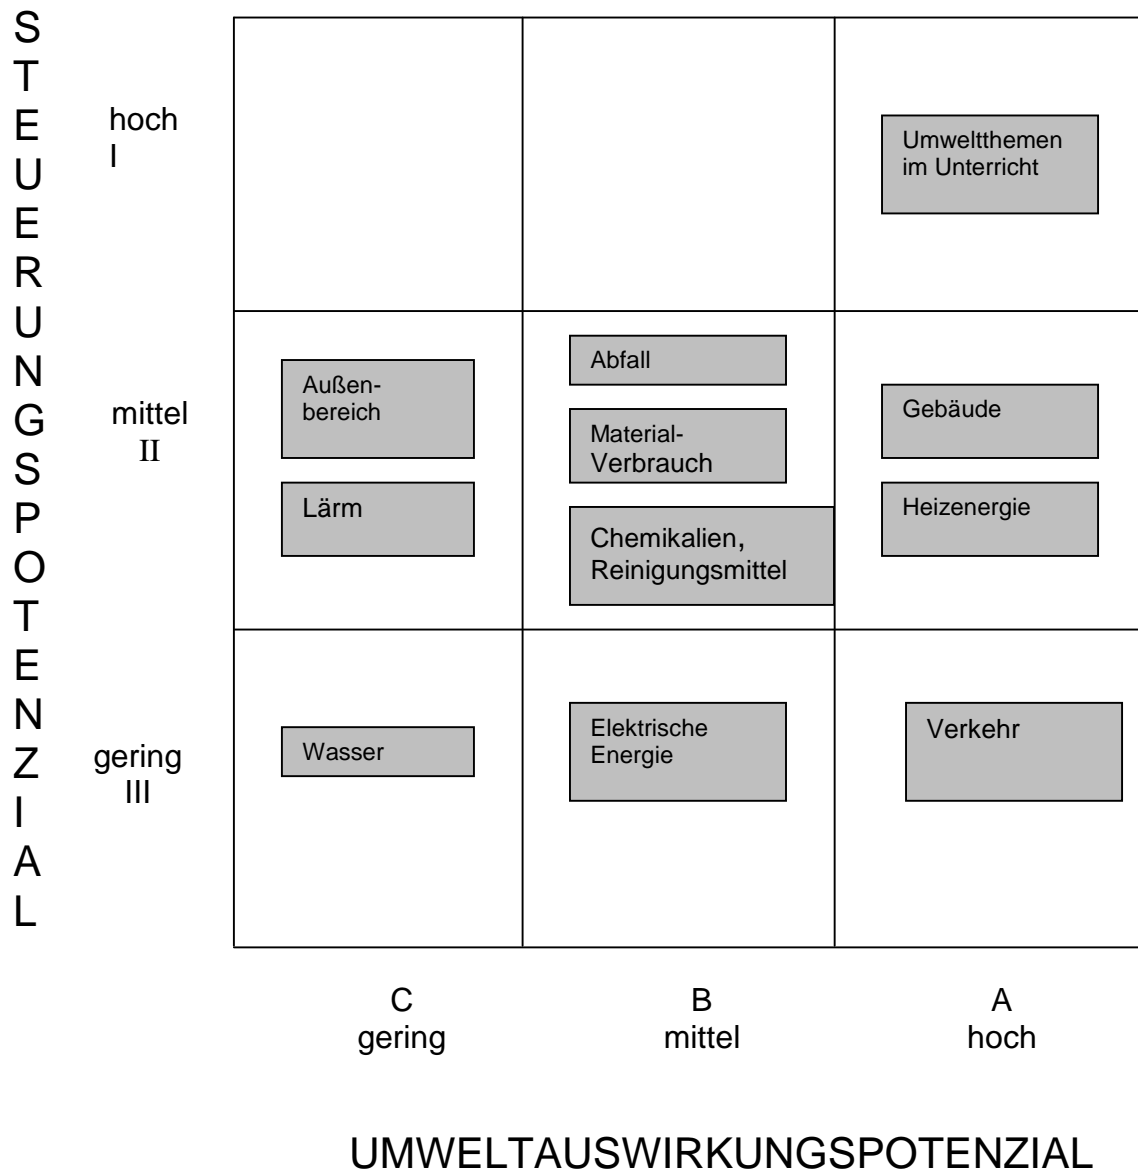 STEUERUNGSPOTENZIAL
hoch
I
Umweltthemen
im Unterricht
mittel
II
Außen-
bereich
Lärm
Abfall
Material-
Verbrauch
Chemikalien,
Reinigungsmittel
Gebäude
Heizenergie
gering
III
Wasser
Elektrische
Energie
Verkehr
C
gering
B
mittel
A
hoch
UMWELTAUSWIRKUNGSPOTENZIAL